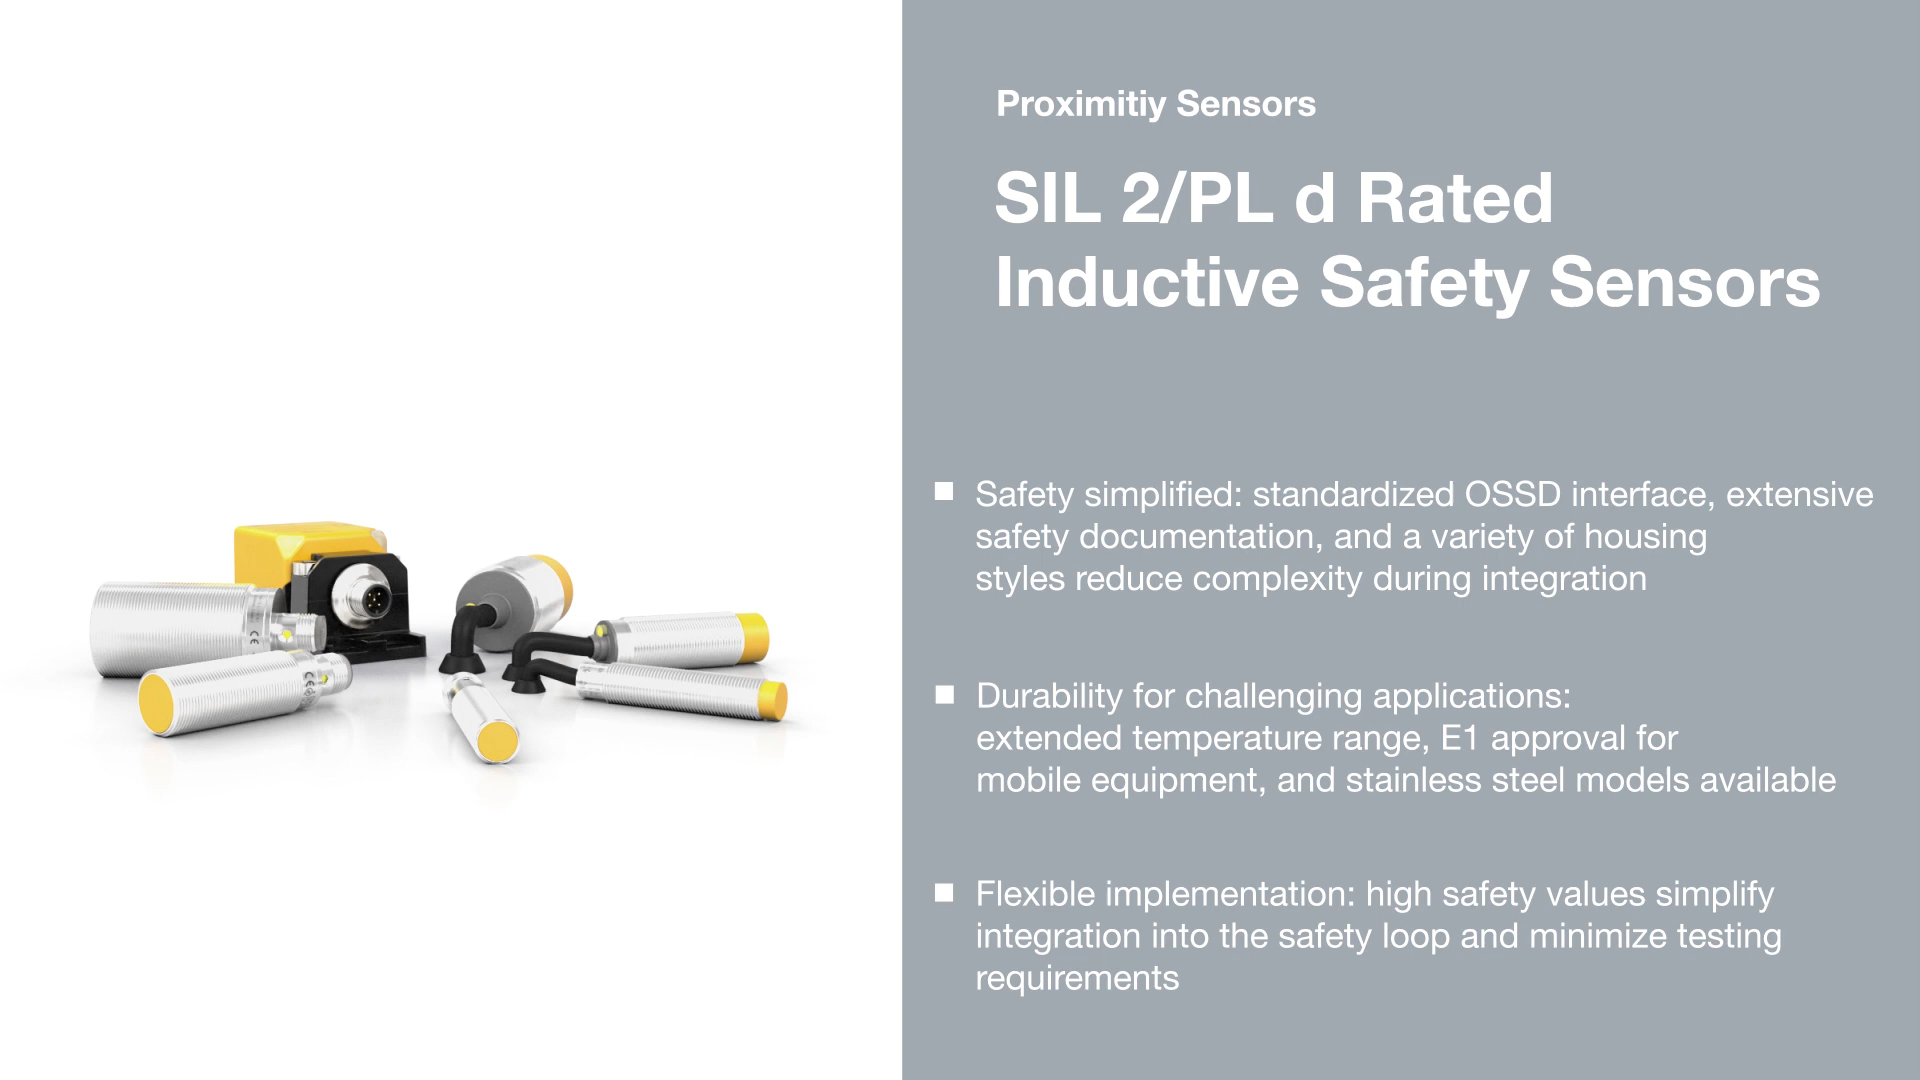 Proximitiy Sensors
SIL 2/PL d Rated
Inductive Safety Sensors
Safety simplified: standardized OSSD interface, extensive
safety documentation, and a variety of housing
styles reduce complexity during integration
Durability for challenging applications:
extended temperature range, E1 approval for
mobile equipment, and stainless steel models available
Flexible implementation: high safety values simplify
integration into the safety loop and minimize testing
requirements